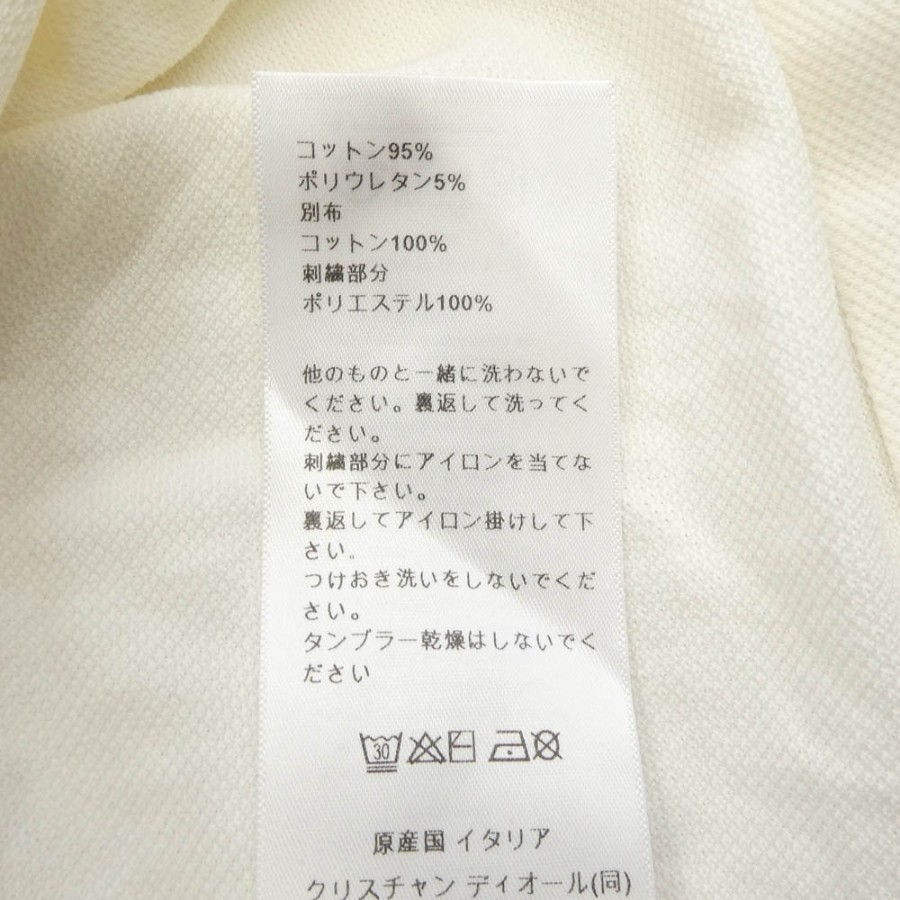 コットン95%
ポリウレタン5%
別布
コットン100%
刺繍部分
ポリエステル100%
他のものと一緒に洗わないで
ください。裏返して洗ってく
ださい。
刺繍部分にアイロンを当てな
いで下さい。
裏返してアイロン掛けして下
さい。
つけおき洗いをしないでくだ
さい。
タンブラー乾燥はしないでく
ださい
30
原産国 イタリア
クリスチャン ディオール(同)